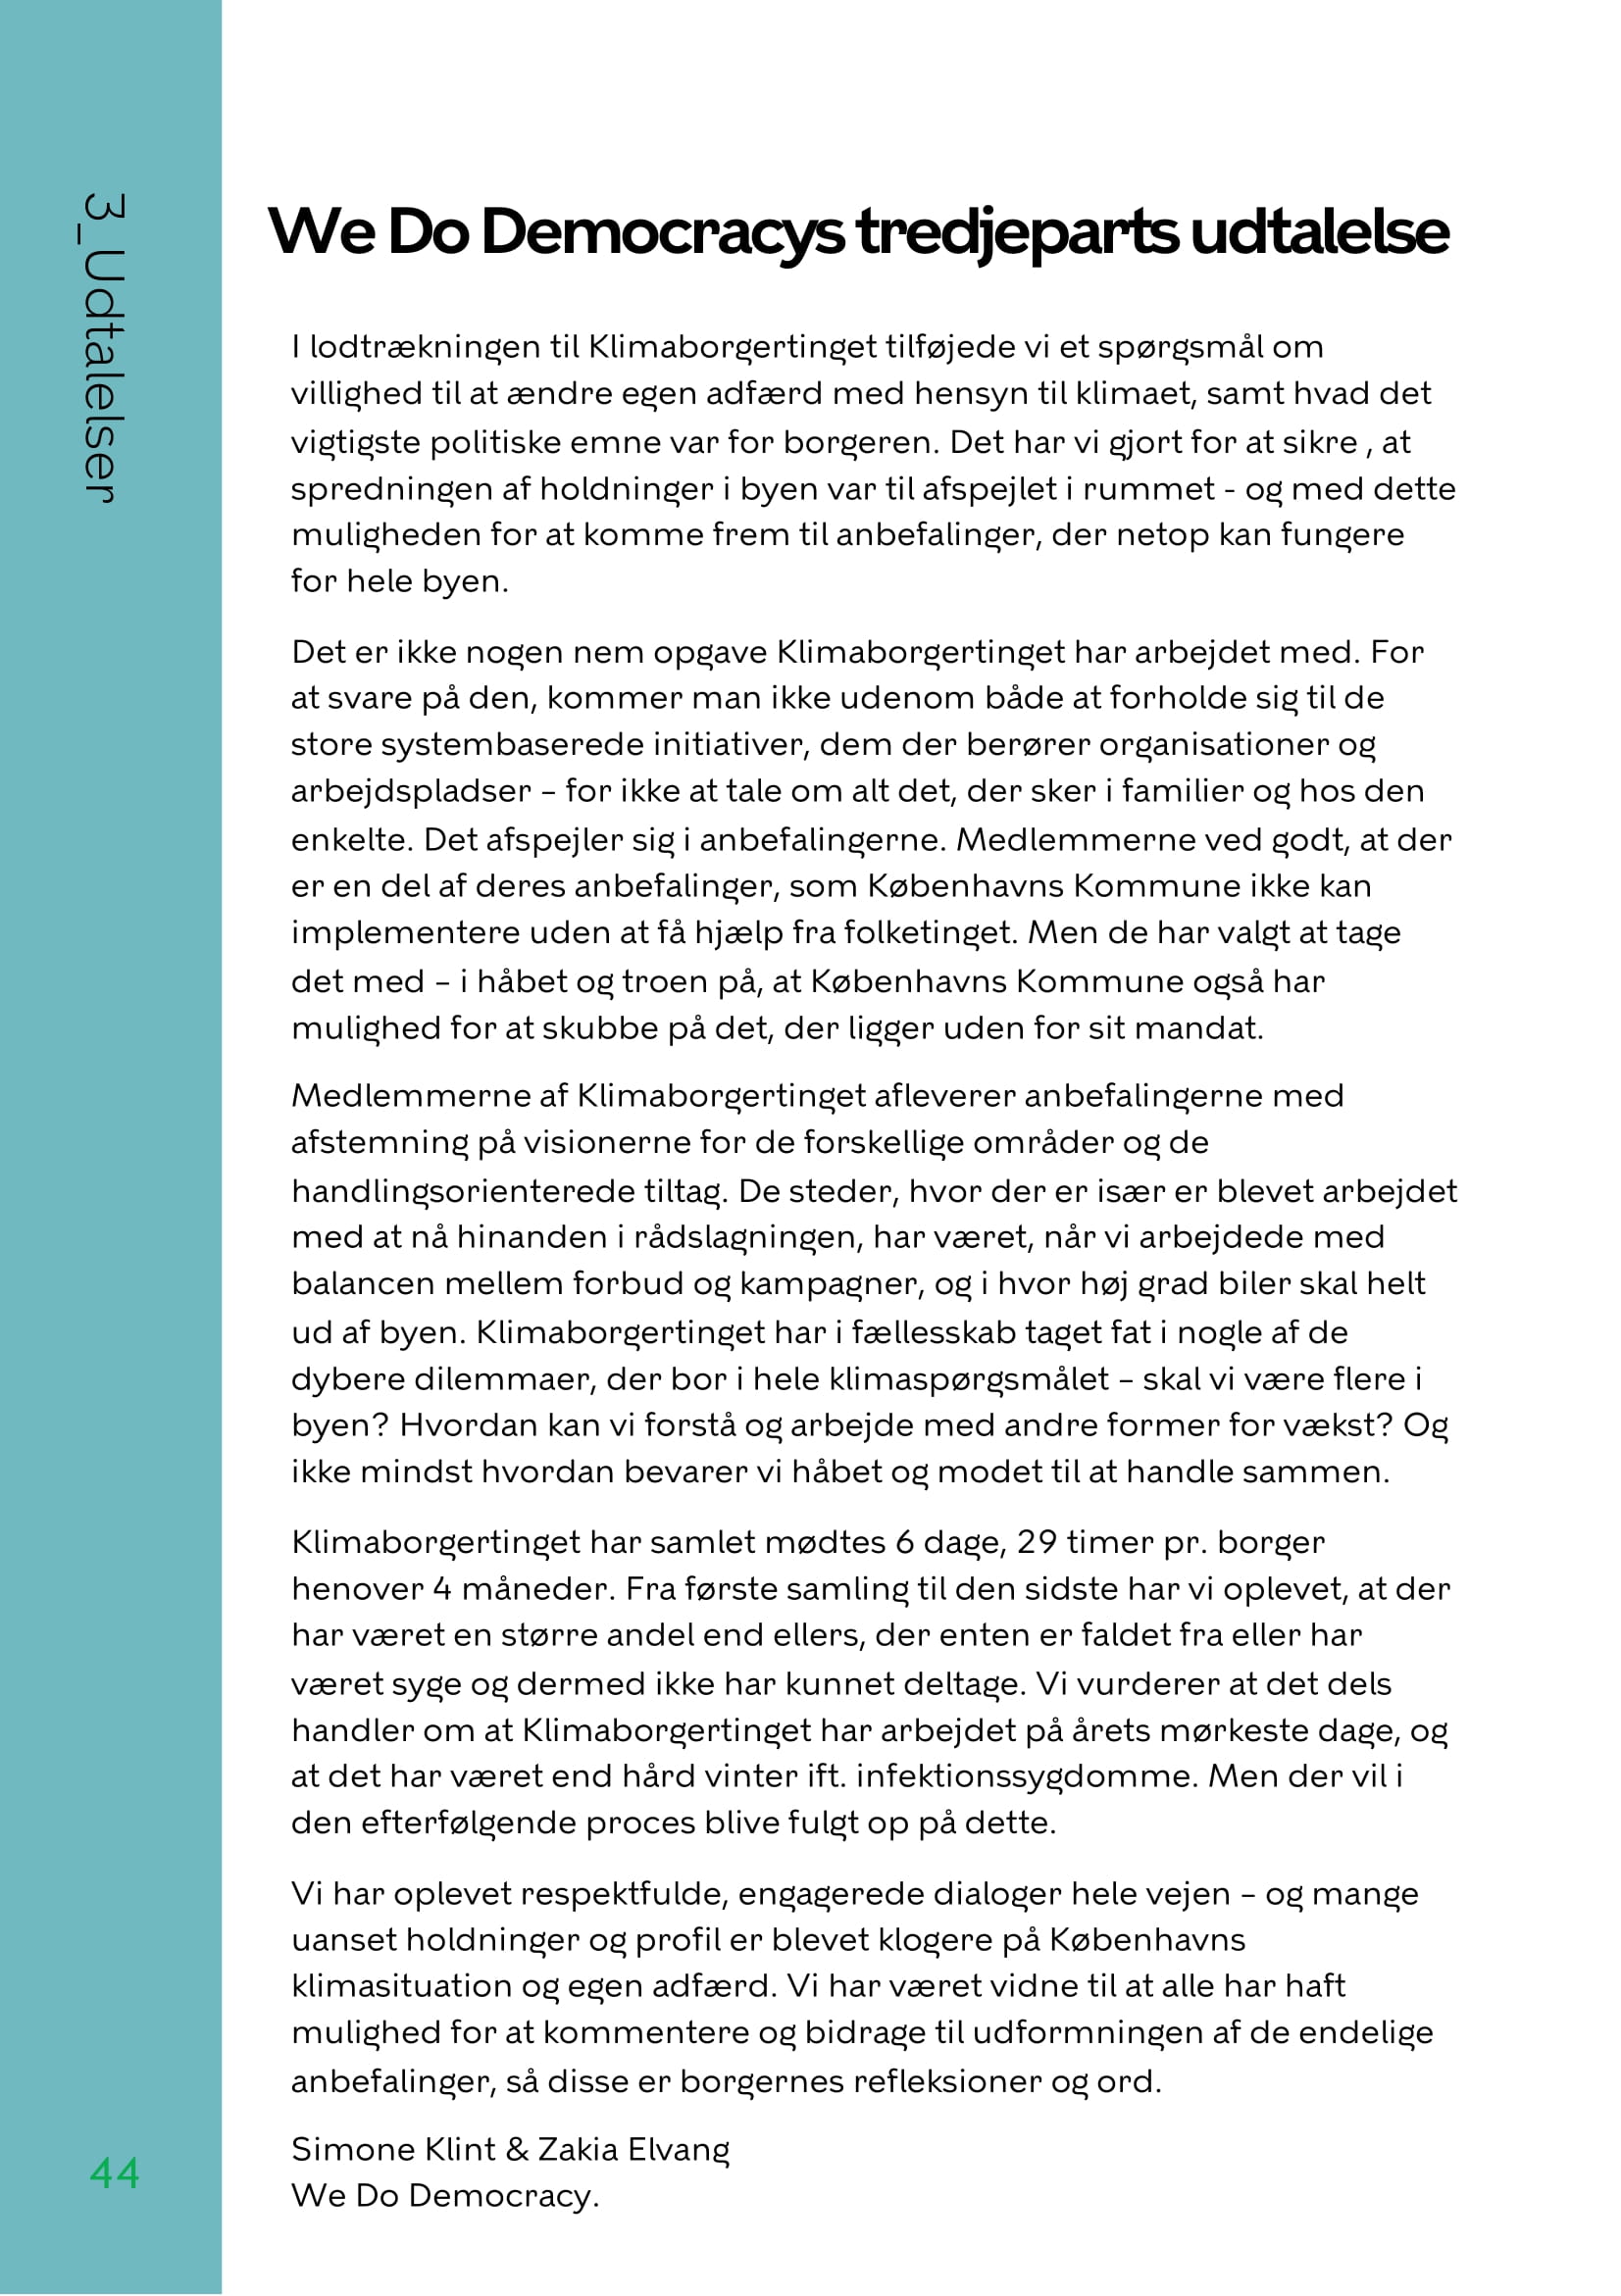 3_Udtalelser
We Do Democracys tredjeparts udtalelse
I lodtrækningen til Klimaborgertinget tilføjede vi et spørgsmål om
villighed til at ændre egen adfærd med hensyn til klimaet, samt hvad det
vigtigste politiske emne var for borgeren. Det har vi gjort for at sikre , at
spredningen af holdninger i byen var til afspejlet i rummet - og med dette
muligheden for at komme frem til anbefalinger, der netop kan fungere
for hele byen.
Det er ikke nogen nem opgave Klimaborgertinget har arbejdet med. For
at svare på den, kommer man ikke udenom både at forholde sig til de
store systembaserede initiativer, dem der berører organisationer og
arbejdspladser – for ikke at tale om alt det, der sker i familier og hos den
enkelte. Det afspejler sig i anbefalingerne. Medlemmerne ved godt, at der
er en del af deres anbefalinger, som Københavns Kommune ikke kan
implementere uden at få hjælp fra folketinget. Men de har valgt at tage
det med – i håbet og troen på, at Københavns Kommune også har
mulighed for at skubbe på det, der ligger uden for sit mandat.
Medlemmerne af Klimaborgertinget afleverer anbefalingerne med
afstemning på visionerne for de forskellige områder og de
handlingsorienterede tiltag. De steder, hvor der er især er blevet arbejdet
med at nå hinanden i rådslagningen, har været, når vi arbejdede med
balancen mellem forbud og kampagner, og i hvor høj grad biler skal helt
ud af byen. Klimaborgertinget har i fællesskab taget fat i nogle af de
dybere dilemmaer, der bor i hele klimaspørgsmålet – skal vi være flere i
byen? Hvordan kan vi forstå og arbejde med andre former for vækst? Og
ikke mindst hvordan bevarer vi håbet og modet til at handle sammen.
Klimaborgertinget har samlet mødtes 6 dage, 29 timer pr. borger
henover 4 måneder. Fra første samling til den sidste har vi oplevet, at der
har været en større andel end ellers, der enten er faldet fra eller har
været syge og dermed ikke har kunnet deltage. Vi vurderer at det dels
handler om at Klimaborgertinget har arbejdet på årets mørkeste dage, og
at det har været end hård vinter ift. infektionssygdomme. Men der vil i
den efterfølgende proces blive fulgt op på dette.
Vi har oplevet respektfulde, engagerede dialoger hele vejen – og mange
uanset holdninger og profil er blevet klogere på Københavns
klimasituation og egen adfærd. Vi har været vidne til at alle har haft
mulighed for at kommentere og bidrage til udformningen af de endelige
anbefalinger, så disse er borgernes refleksioner og ord.
Simone Klint & Zakia Elvang
We Do Democracy.
44